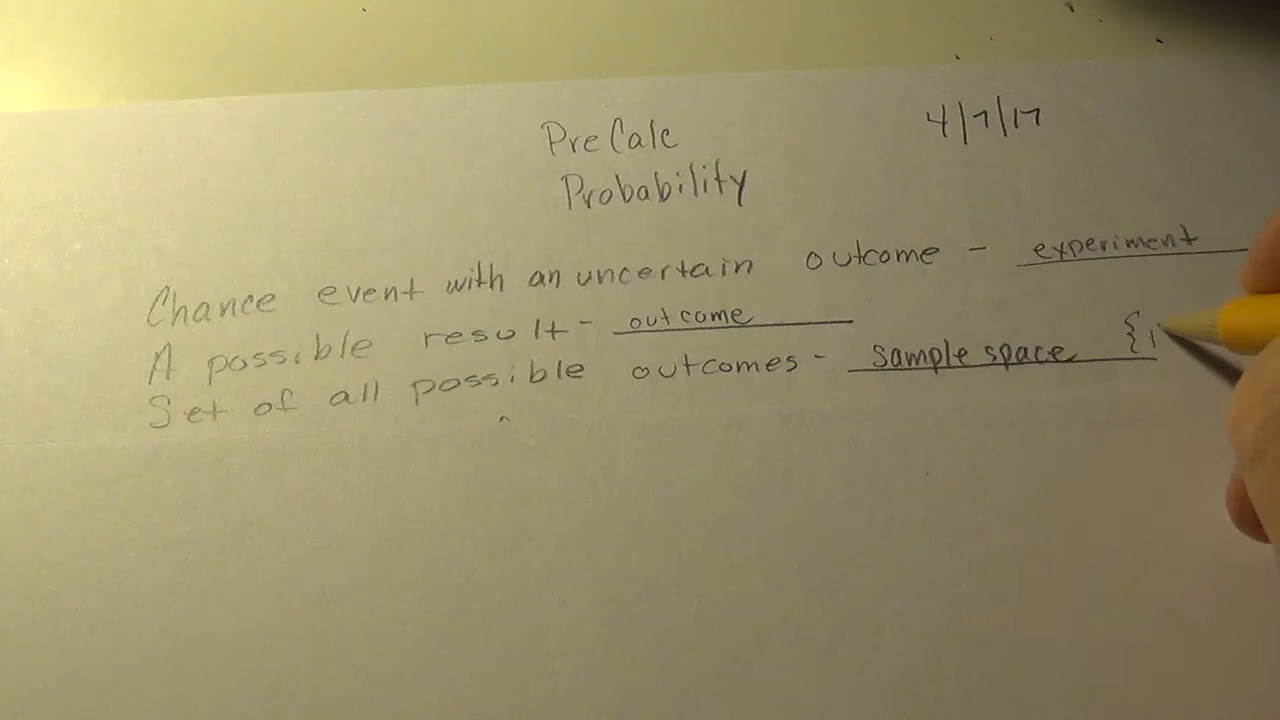 PreCalc
4/7/17
Probability
Chance event with an uncertain outcome - experiment
A possible result - outcome
Set of all possible outcomes - sample space {1